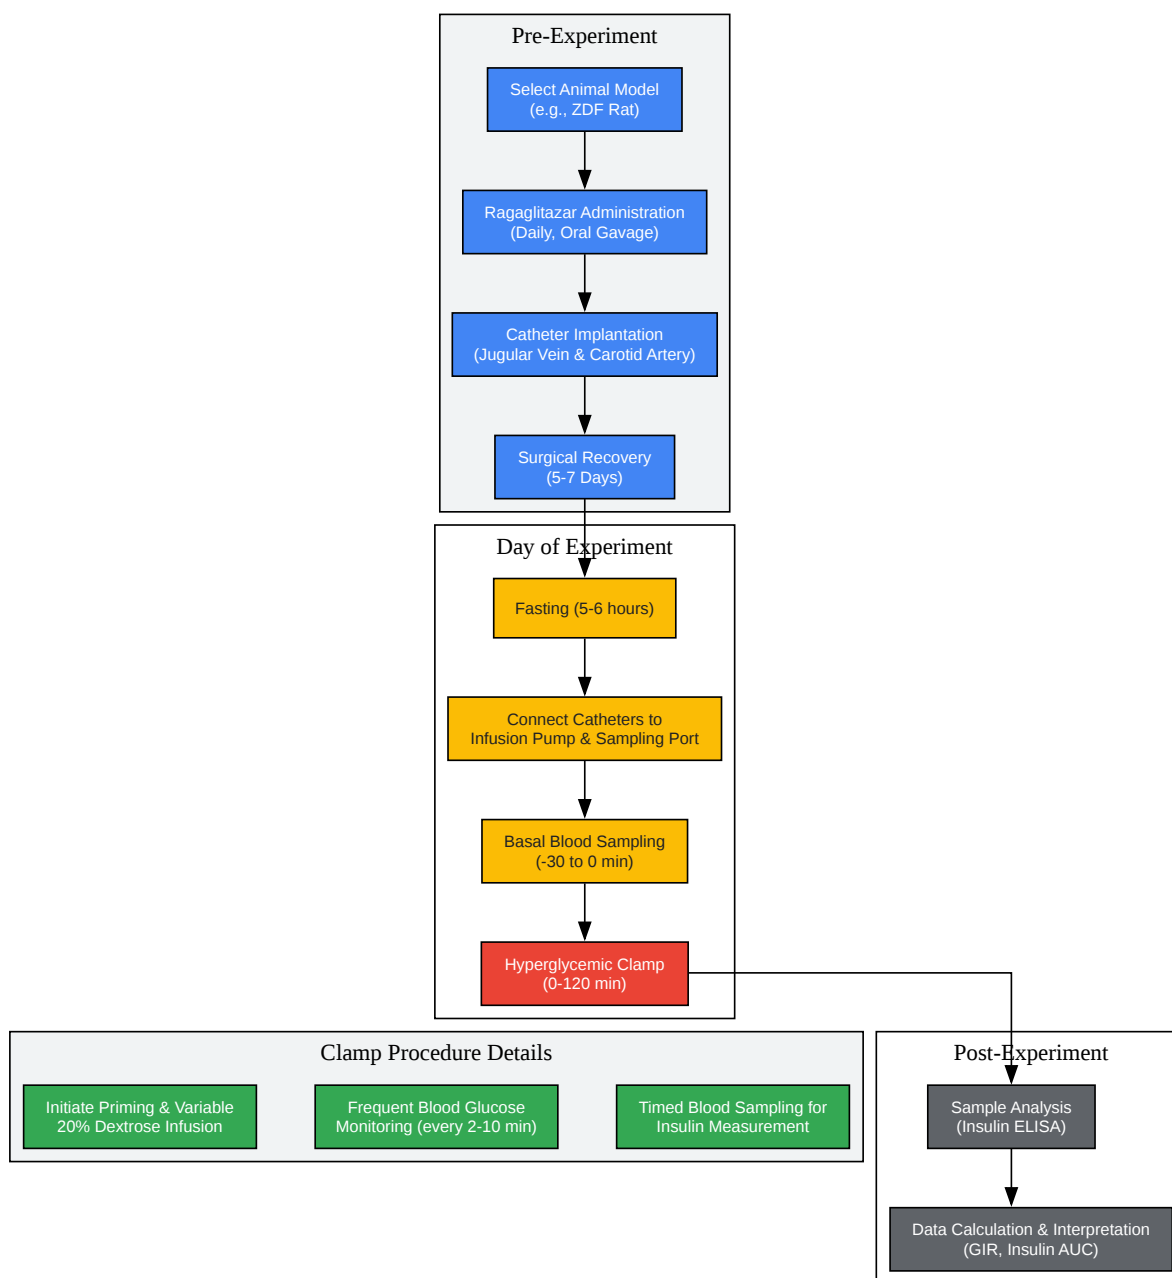 Pre-Experiment
Select Animal Model
(e.g., ZDF Rat)
Ragaglitazar Administration
(Daily, Oral Gavage)
Catheter Implantation
(Jugular Vein & Carotid Artery)
Surgical Recovery
(5-7 Days)
Day of Experiment
Fasting (5-6 hours)
Connect Catheters to
Infusion Pump & Sampling Port
Basal Blood Sampling
(-30 to 0 min)
Hyperglycemic Clamp
(0-120 min)
Clamp Procedure Details
Initiate Priming & Variable
20% Dextrose Infusion
Frequent Blood Glucose
Monitoring (every 2-10 min)
Timed Blood Sampling for
Insulin Measurement
Post-Experiment
Sample Analysis
(Insulin ELISA)
Data Calculation & Interpretation
(GIR, Insulin AUC)